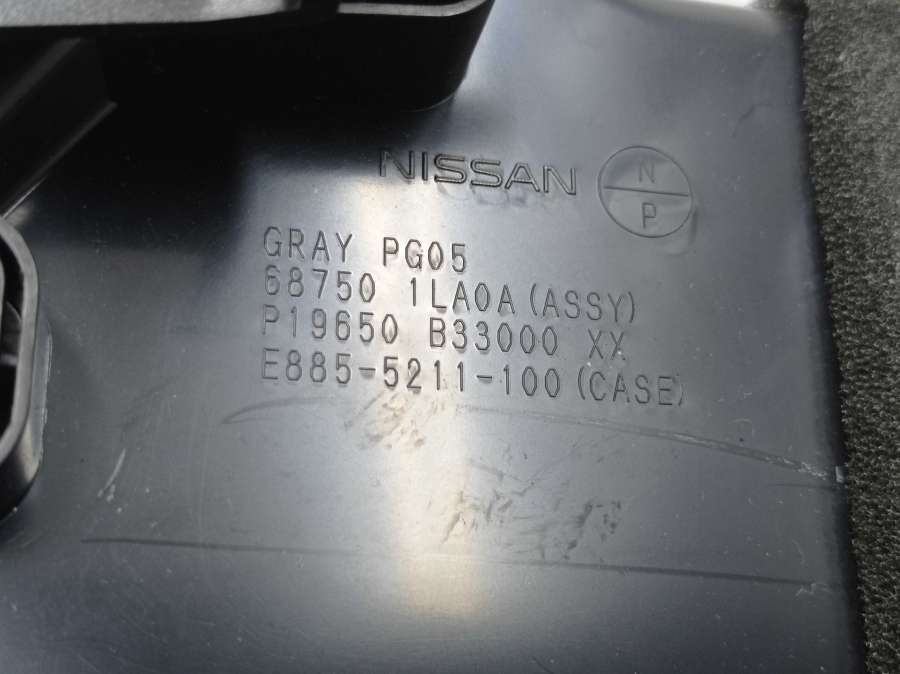 NISSAN
N
P
GRAY PG05
68750 1LA0A(ASSY)
P19650 B33000 XX
E885-5211-100(CASE)